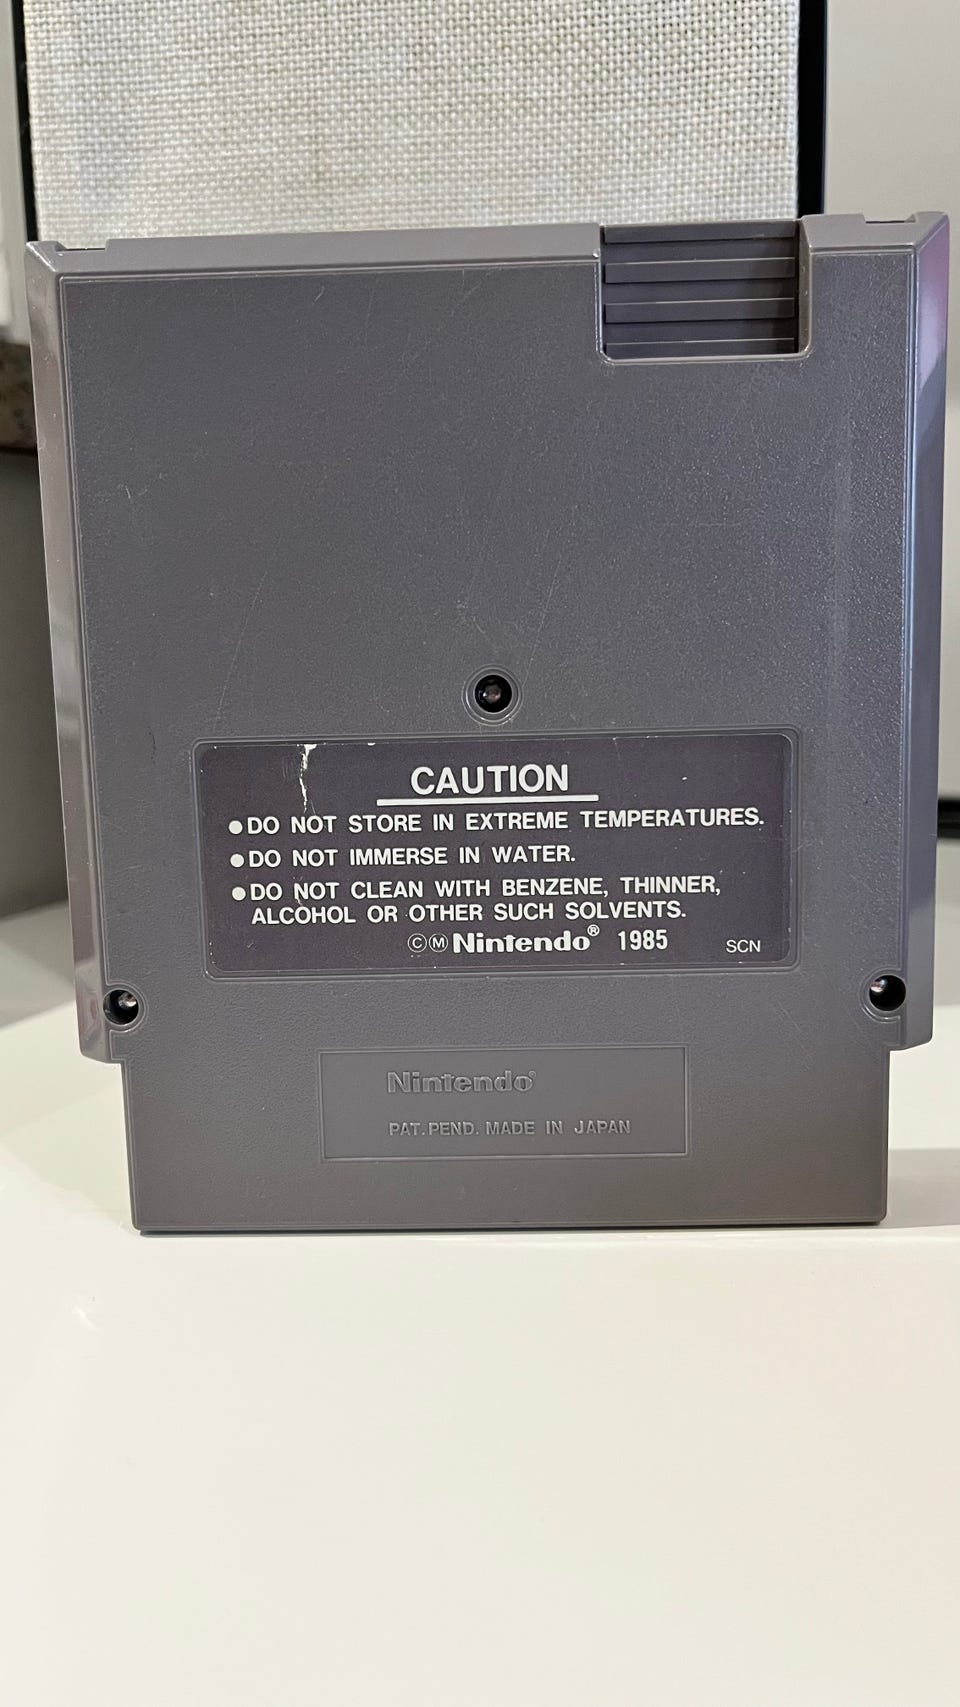 CAUTION
●DO NOT STORE IN EXTREME TEMPERATURES.
●DO NOT IMMERSE IN WATER.
●DO NOT CLEAN WITH BENZENE, THINNER,
ALCOHOL OR OTHER SUCH SOLVENTS.
ⒸⓂ Nintendo® 1985 SCN
Nintendo®
PAT.PEND. MADE IN JAPAN